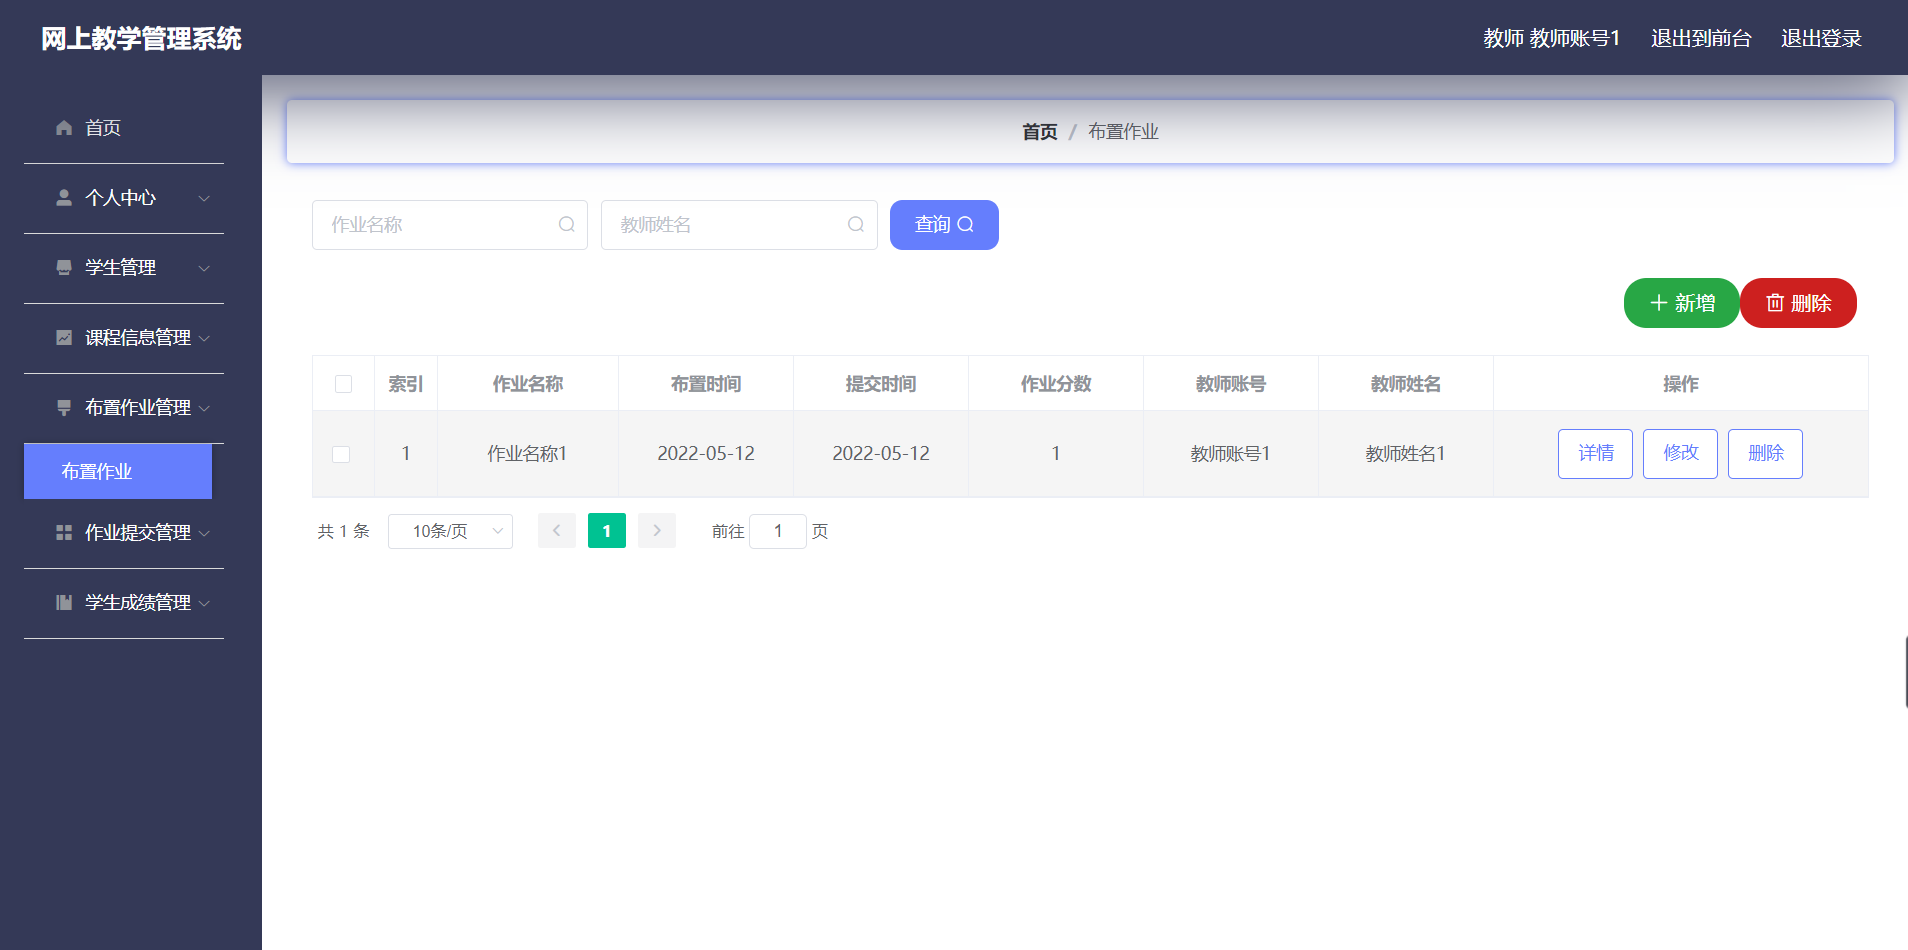 网上教学管理系统
教师 教师账号1 退出到前台 退出登录
首页
个人中心
学生管理
课程信息管理
布置作业管理
布置作业
作业提交管理
学生成绩管理
首页 / 布置作业
作业名称 教师姓名 查询
新增 删除
索引 作业名称 布置时间 提交时间 作业分数 教师账号 教师姓名 操作
1 作业名称1 2022-05-12 2022-05-12 1 教师账号1 教师姓名1 详情 修改 删除
共 1 条 10条/页 1 前往 1 页